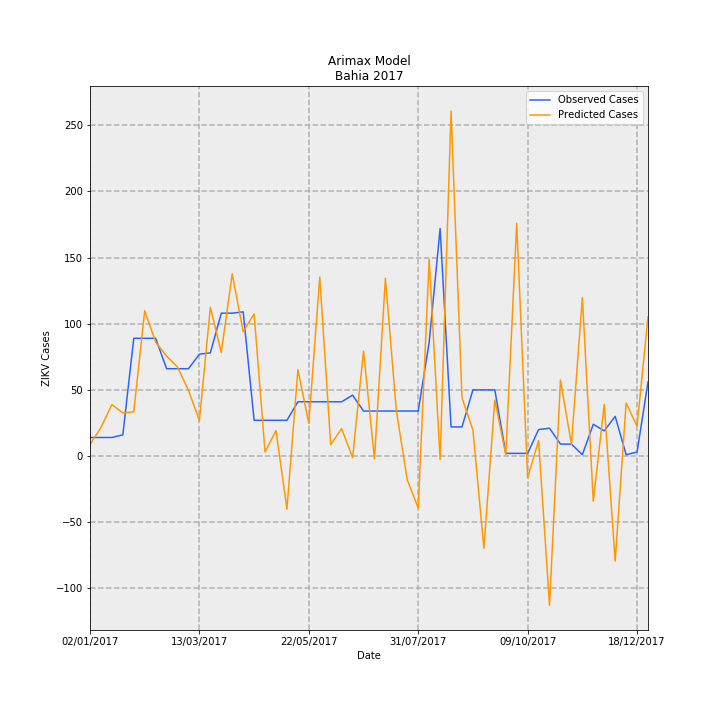 Arimax Model
Bahia 2017
Observed Cases
Predicted Cases
ZIKV Cases
250
200
150
100
50
0
−50
−100
02/01/2017
13/03/2017
22/05/2017
31/07/2017
09/10/2017
18/12/2017
Date